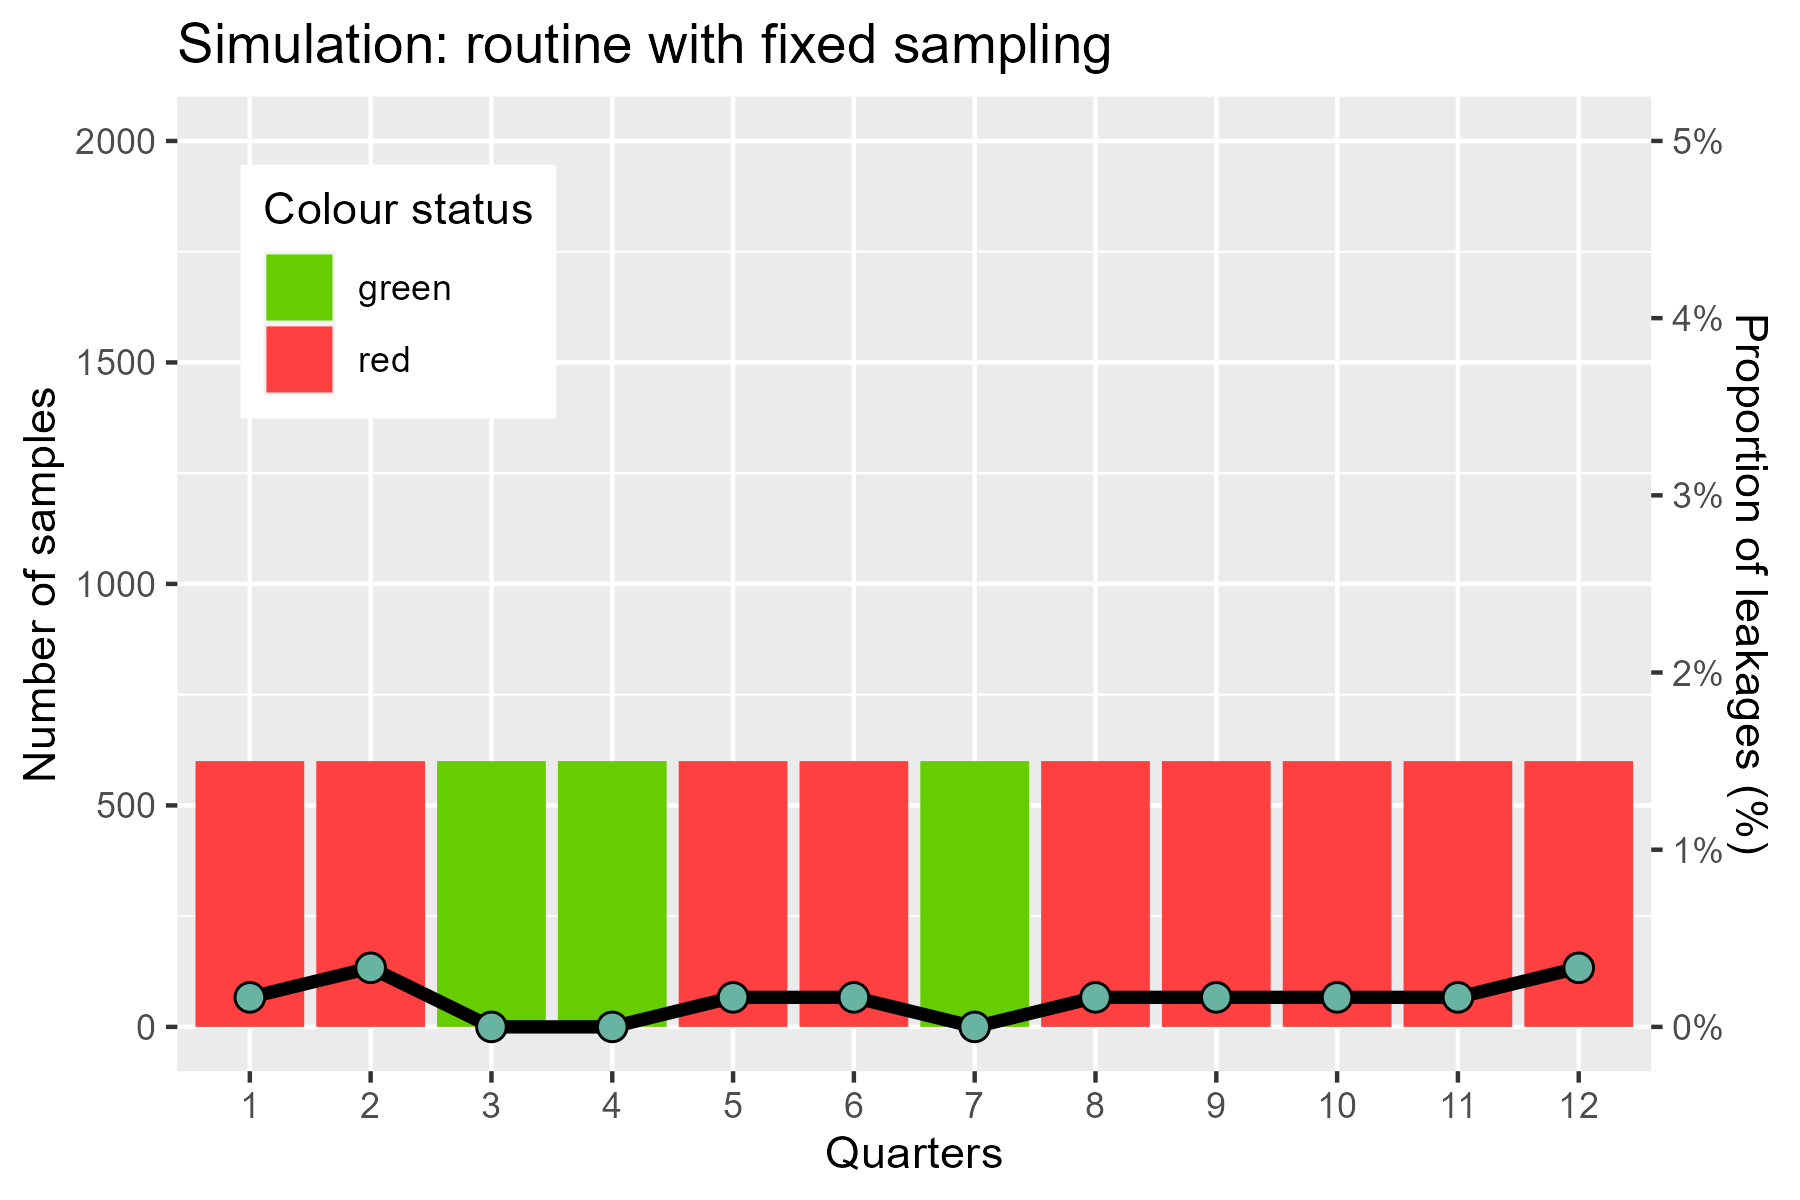 Simulation: routine with fixed sampling
Number of samples
2000
1500
1000
500
0
Colour status
green
red
5%
4%
3%
2%
1%
0%
Proportion of leakages (%)
1 2 3 4 5 6 7 8 9 10 11 12
Quarters